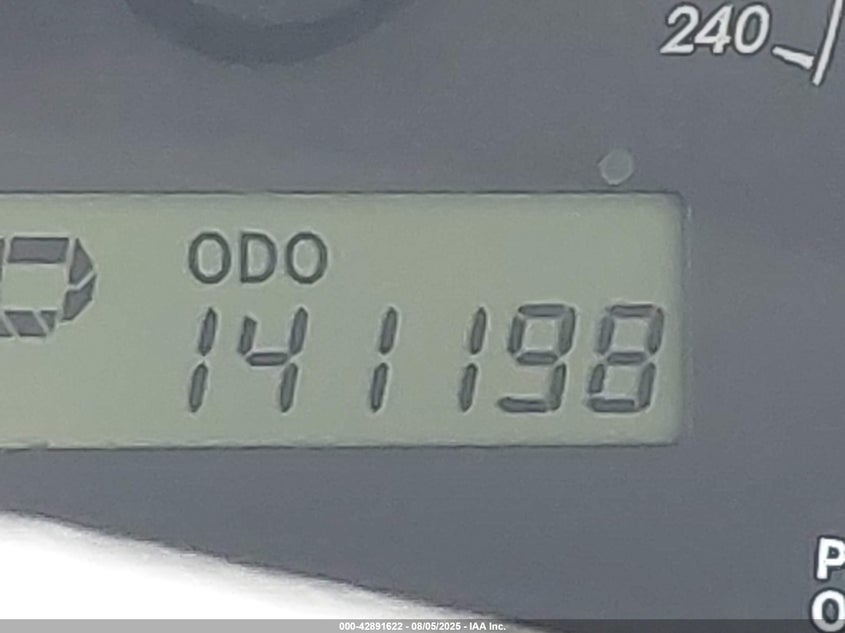 240
ODO
141198
P
O
000-42891622 - 08/05/2025 - IAA Inc.